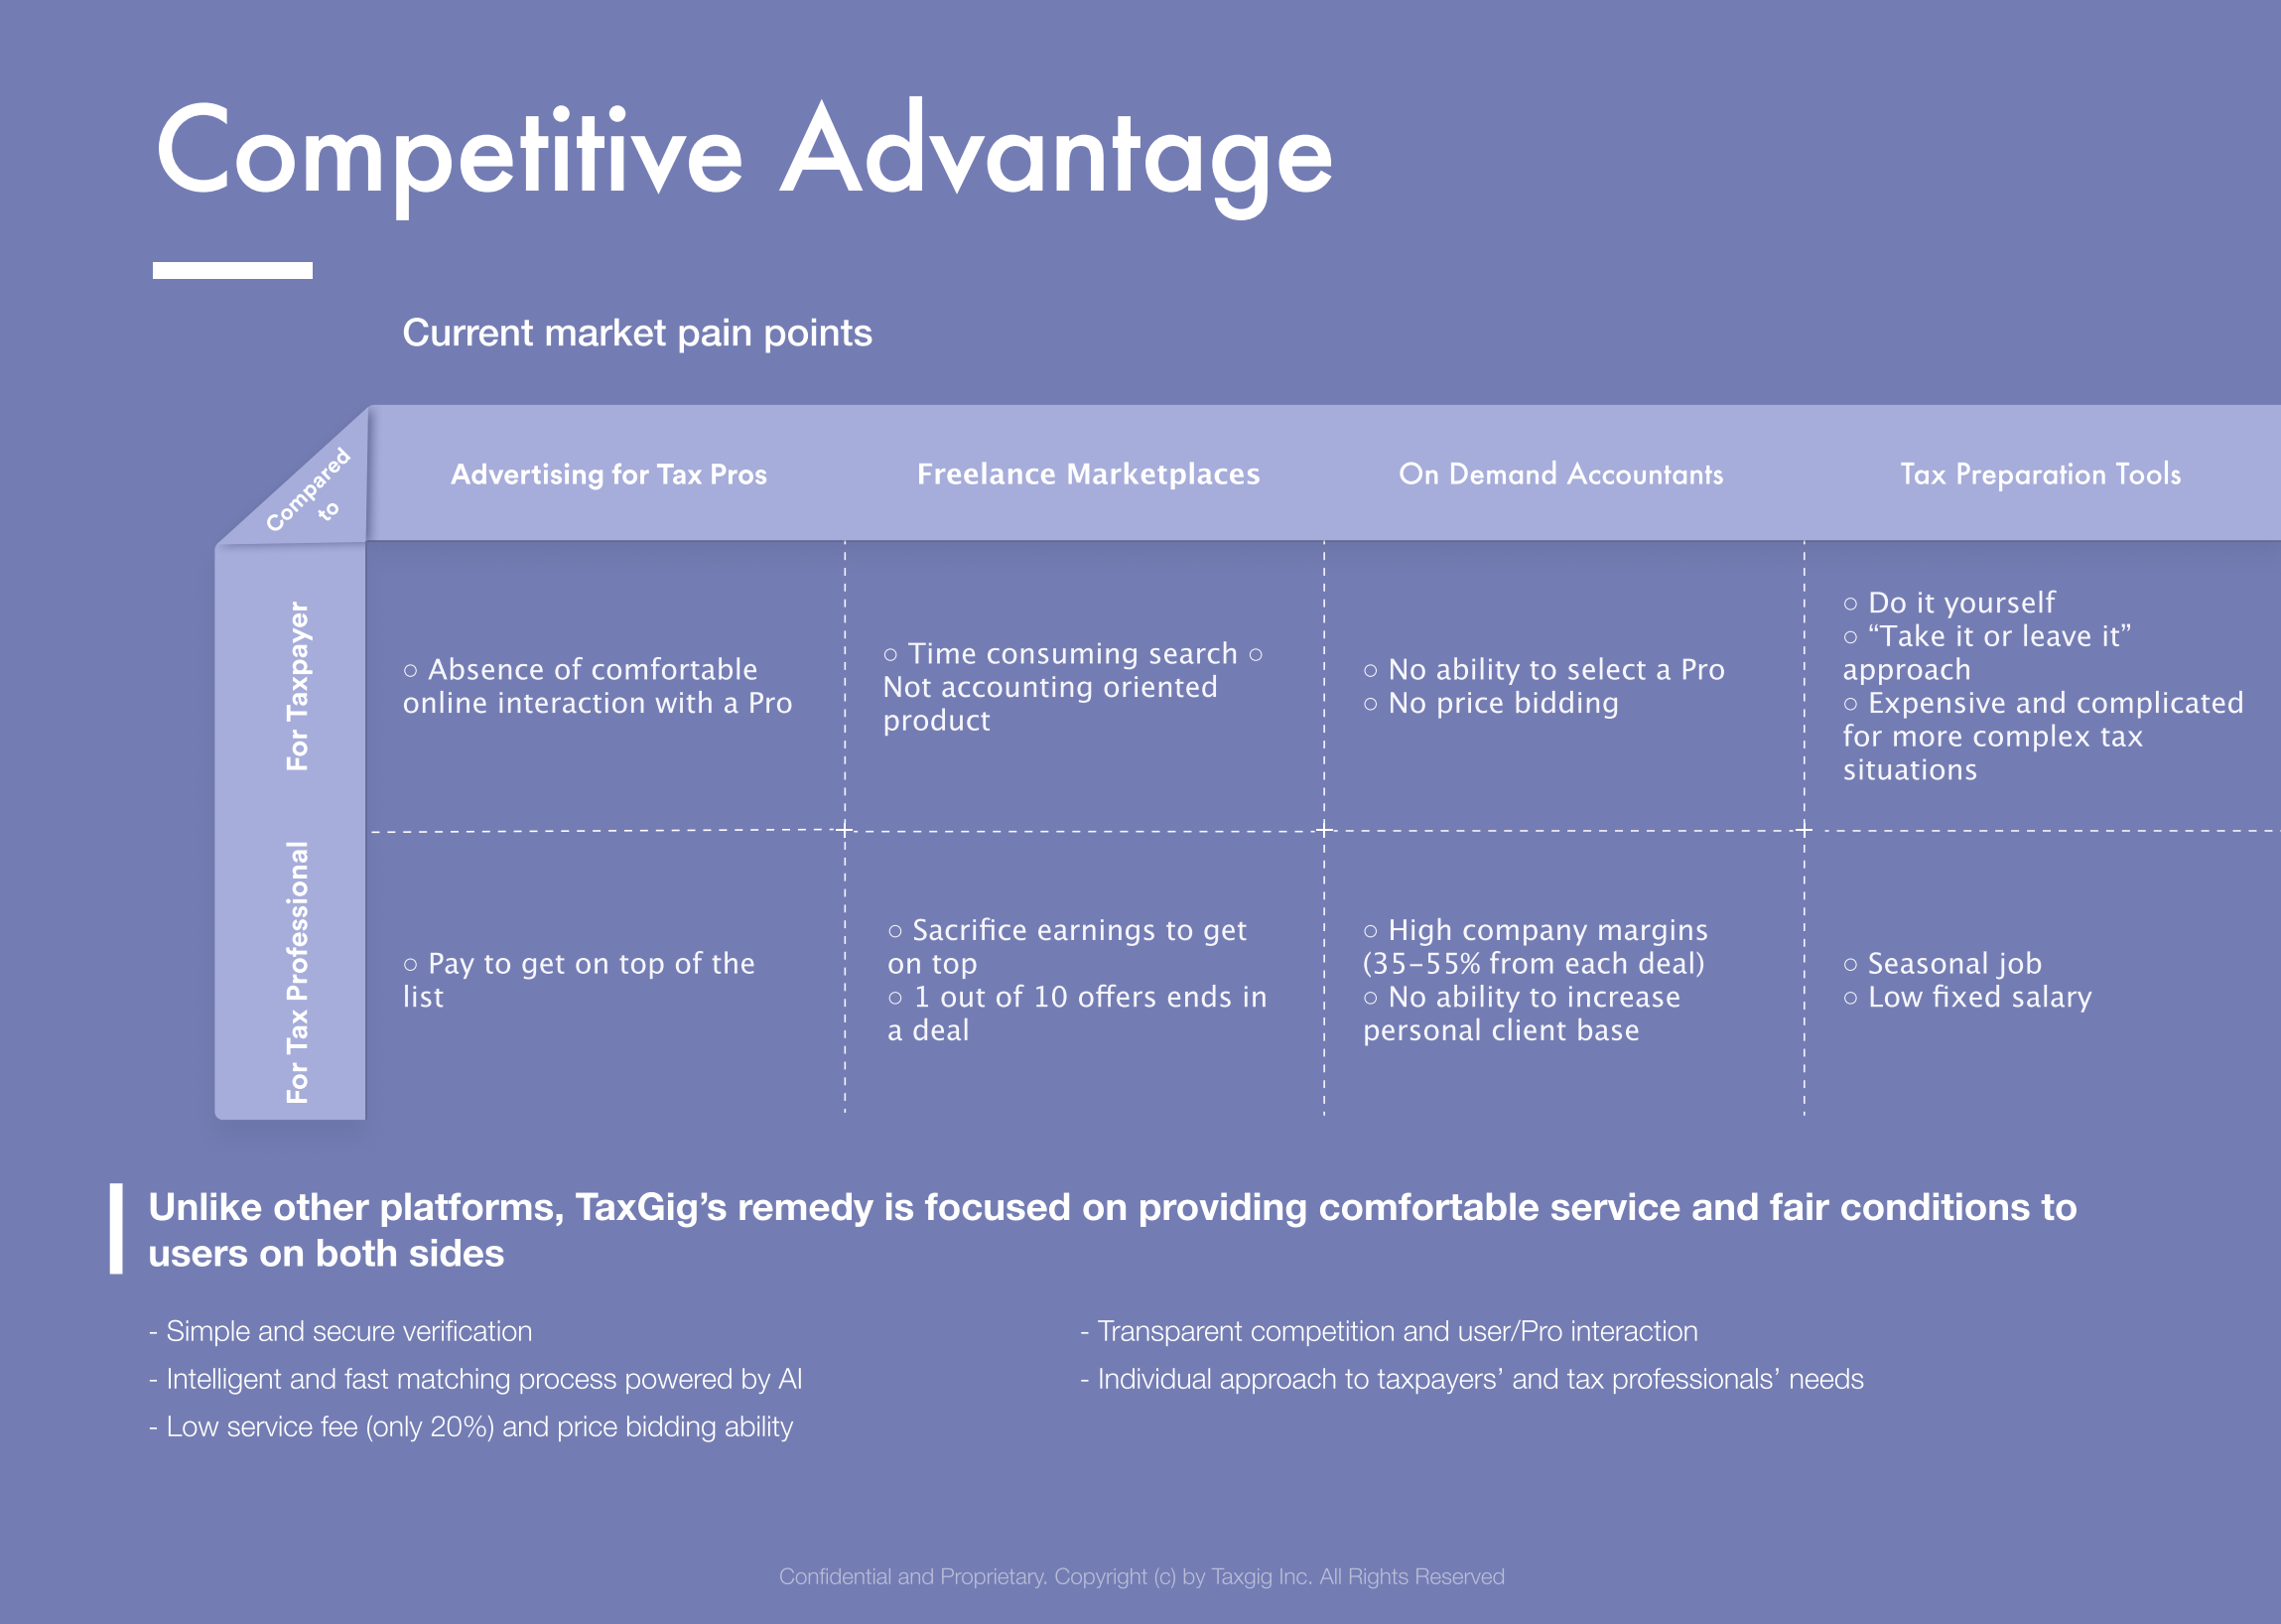 Competitive Advantage
Current market pain points
Compared
to
Advertising for Tax Pros
Freelance Marketplaces
On Demand Accountants
Tax Preparation Tools
For Taxpayer
○ Absence of comfortable
online interaction with a Pro
○ Time consuming search ○
Not accounting oriented
product
○ No ability to select a Pro
○ No price bidding
○ Do it yourself
○ “Take it or leave it”
approach
○ Expensive and complicated
for more complex tax
situations
For Tax Professional
○ Pay to get on top of the
list
○ Sacrifice earnings to get
on top
○ 1 out of 10 offers ends in
a deal
○ High company margins
(35-55% from each deal)
○ No ability to increase
personal client base
○ Seasonal job
○ Low fixed salary
Unlike other platforms, TaxGig’s remedy is focused on providing comfortable service and fair conditions to
users on both sides
- Simple and secure verification
- Intelligent and fast matching process powered by AI
- Low service fee (only 20%) and price bidding ability
- Transparent competition and user/Pro interaction
- Individual approach to taxpayers’ and tax professionals’ needs
Confidential and Proprietary. Copyright (c) by Taxgig Inc. All Rights Reserved